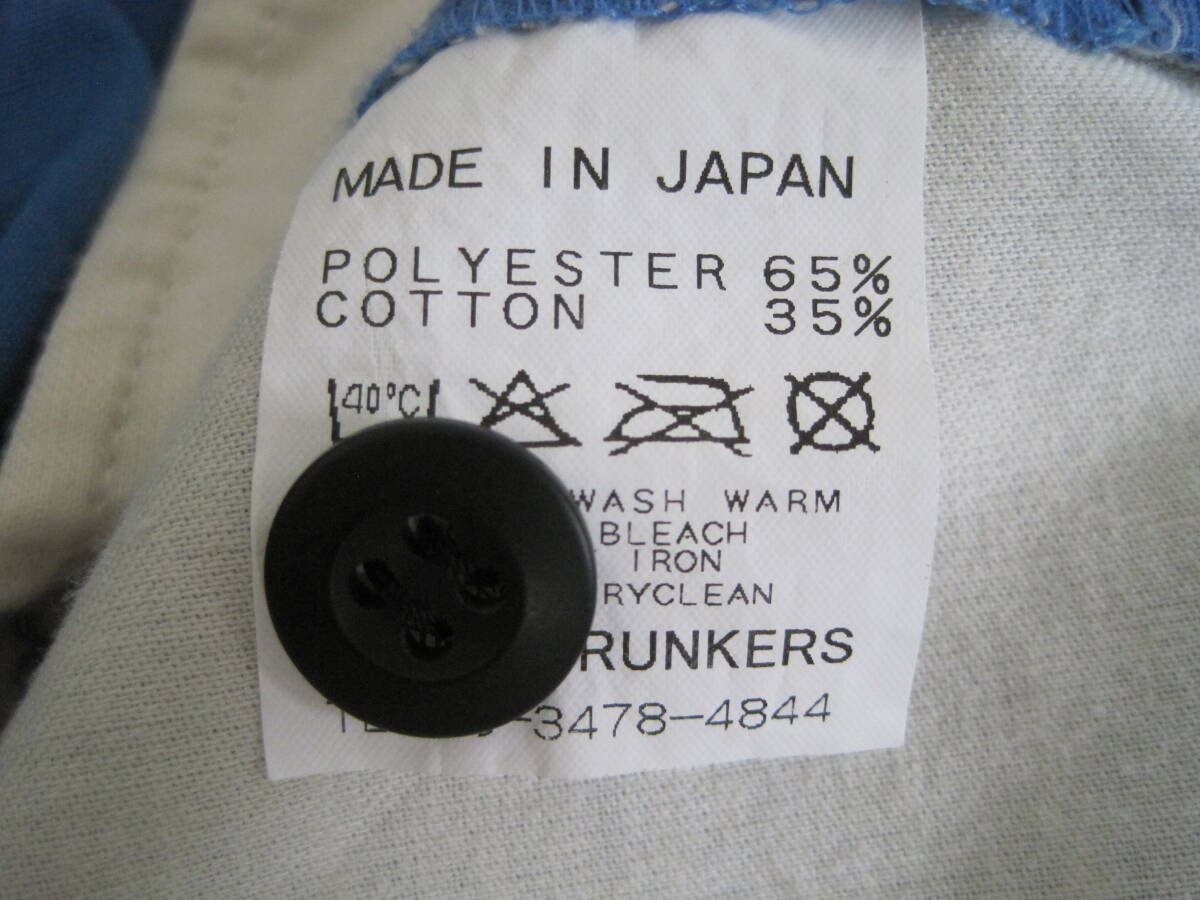 MADE IN JAPAN
POLYESTER 65%
COTTON 35%
40°C
WASH WARM
BLEACH
IRON
RYCLEAN
RUNKERS
-3478-4844